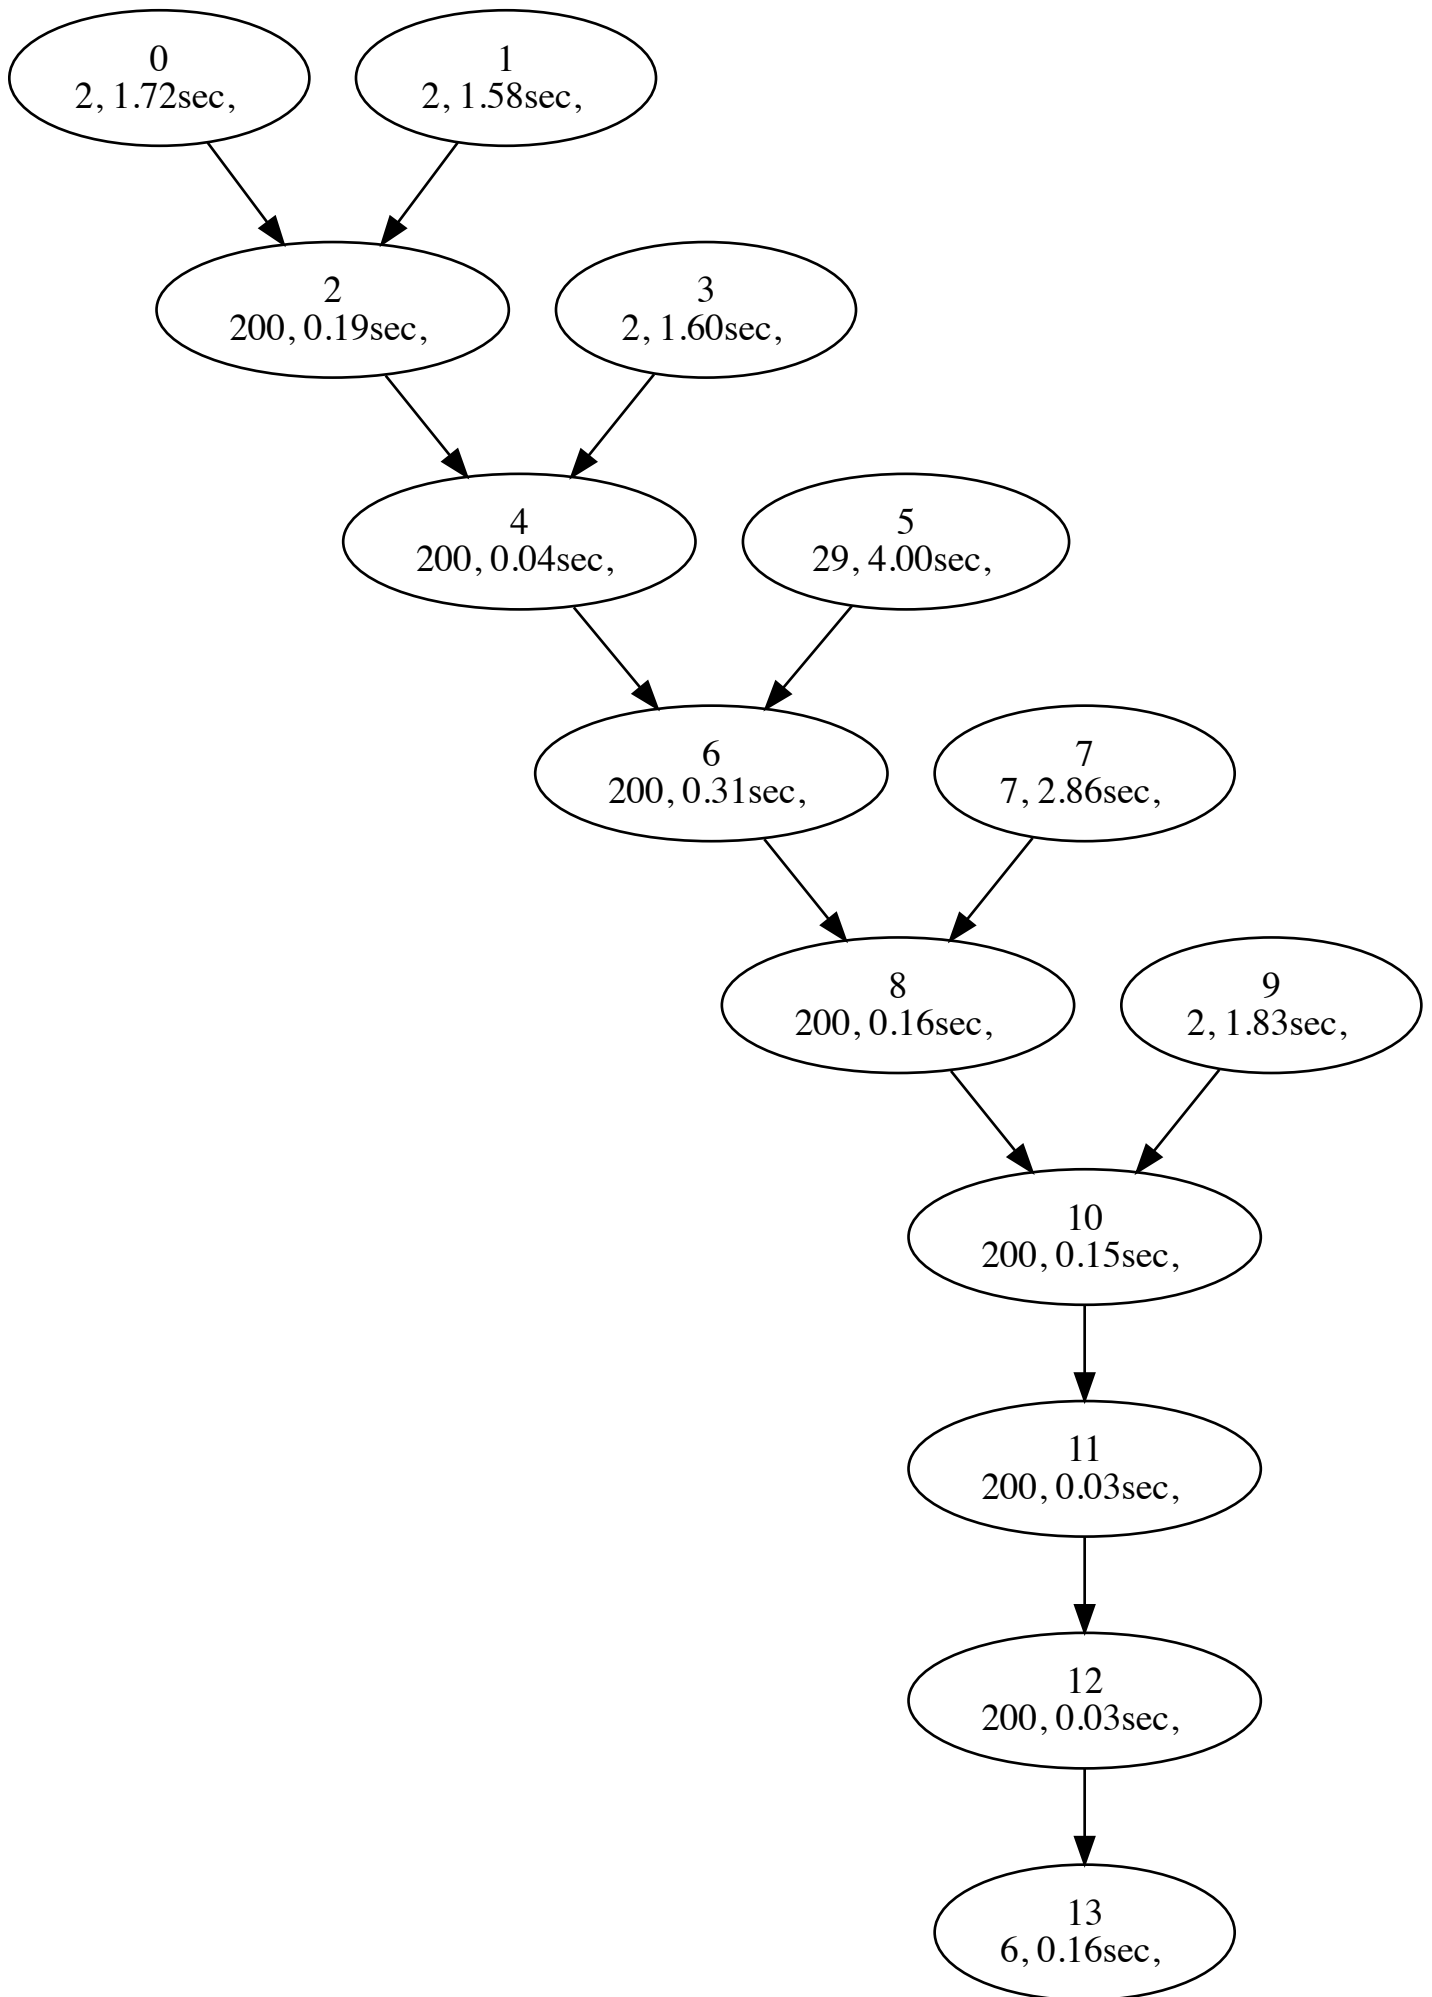 0
2, 1.72sec,
1
2, 1.58sec,
2
200, 0.19sec,
3
2, 1.60sec,
4
200, 0.04sec,
5
29, 4.00sec,
6
200, 0.31sec,
7
7, 2.86sec,
8
200, 0.16sec,
9
2, 1.83sec,
10
200, 0.15sec,
11
200, 0.03sec,
12
200, 0.03sec,
13
6, 0.16sec,